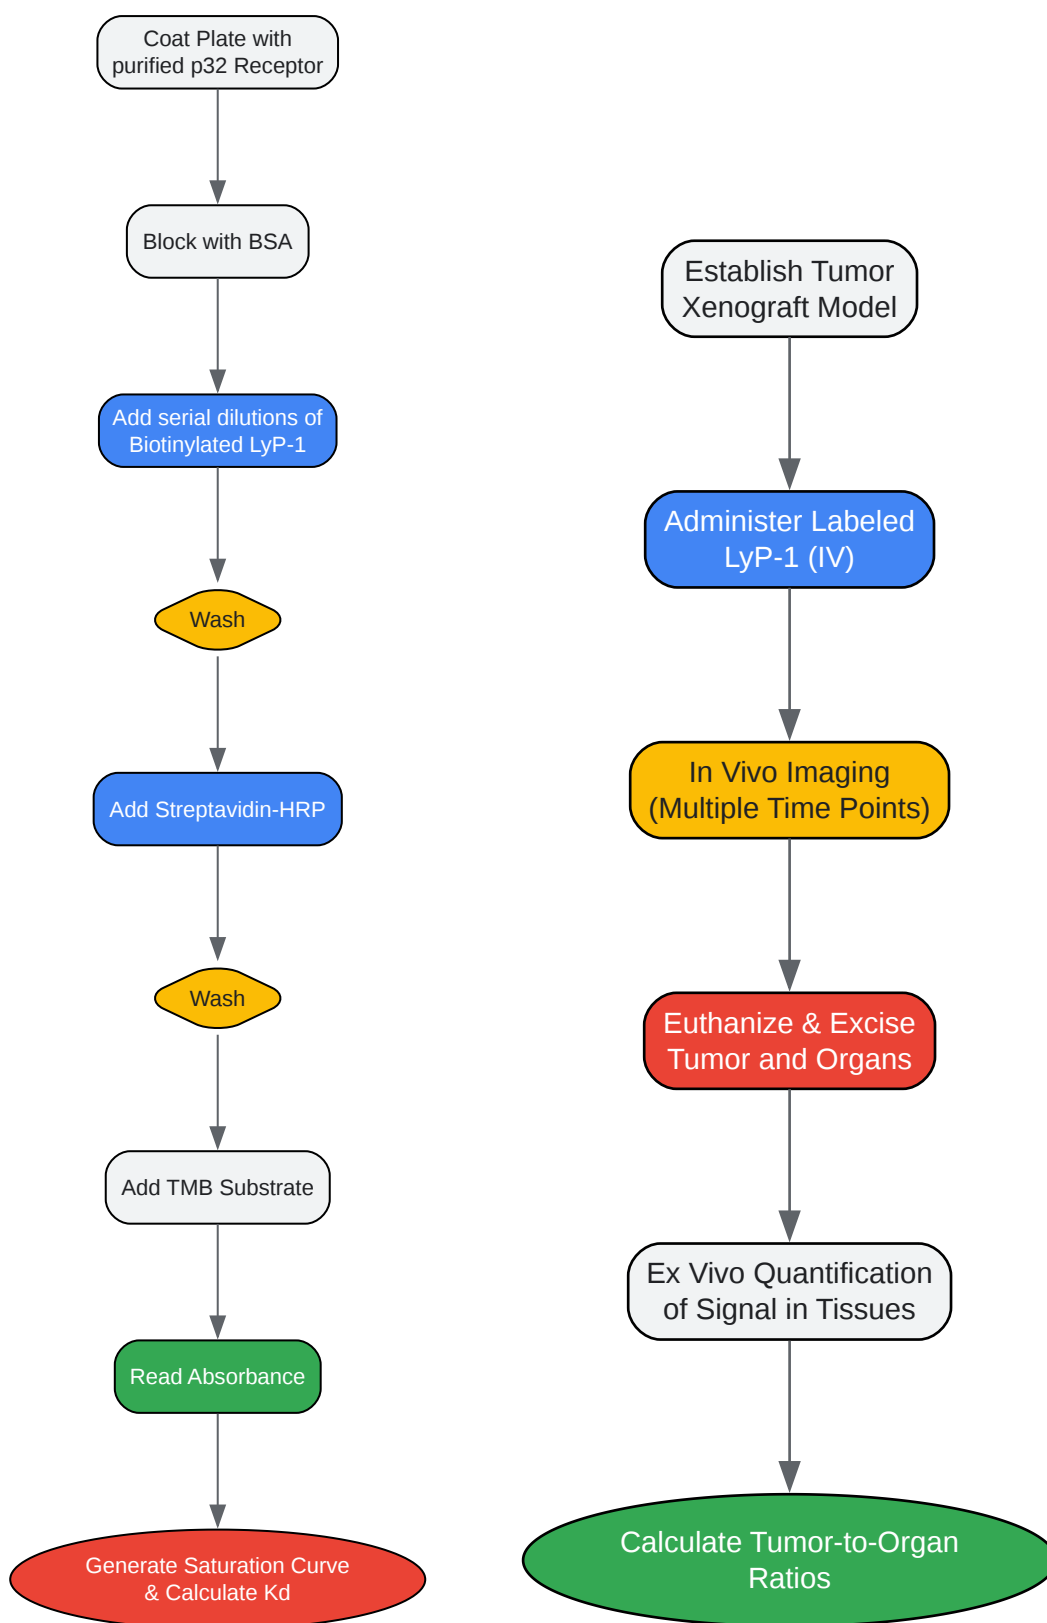 Coat Plate with
purified p32 Receptor
Block with BSA
Add serial dilutions of
Biotinylated LyP-1
Wash
Add Streptavidin-HRP
Wash
Add TMB Substrate
Read Absorbance
Generate Saturation Curve
& Calculate Kd
Establish Tumor
Xenograft Model
Administer Labeled
LyP-1 (IV)
In Vivo Imaging
(Multiple Time Points)
Euthanize & Excise
Tumor and Organs
Ex Vivo Quantification
of Signal in Tissues
Calculate Tumor-to-Organ
Ratios